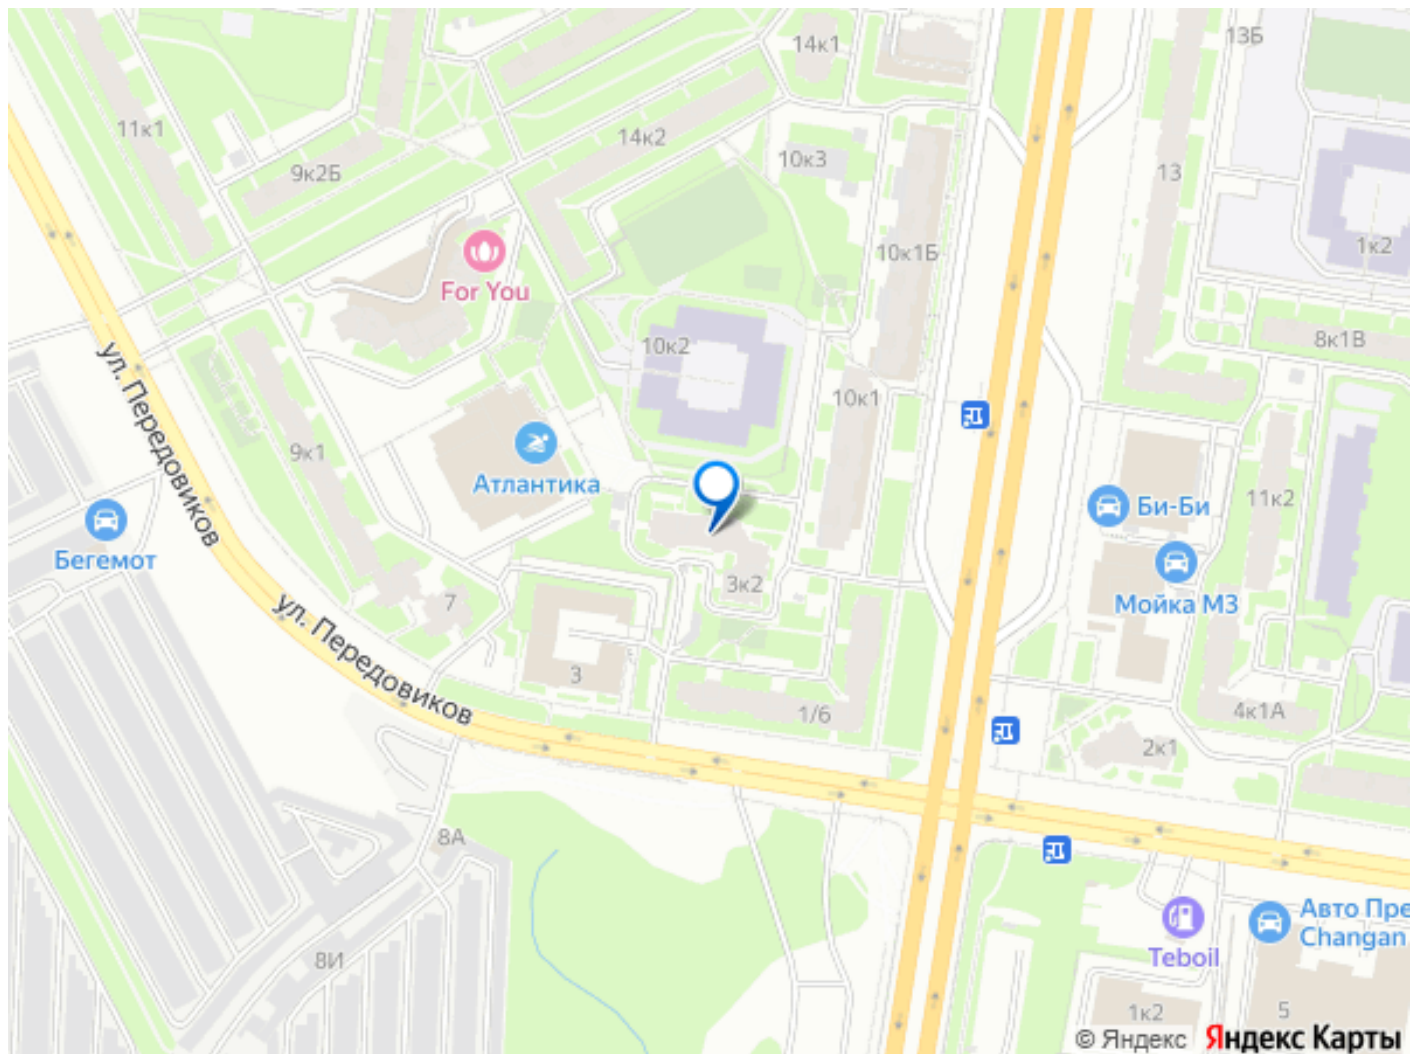 14к1
13Б
11к1
14к2
9к2Б
10к3
13
10к1Б
1к2
For You
10к2
8к1В
10к1
ул. Передовиков
9к1
Атлантика
Би-Би
11к2
Бегемот
3к2
Мойка М3
7
ул. Передовиков
3
1/6
4к1А
2к1
8А
Авто Пре
Changan
Teboil
8И
1к2
5
© Яндекс Яндекс Карты